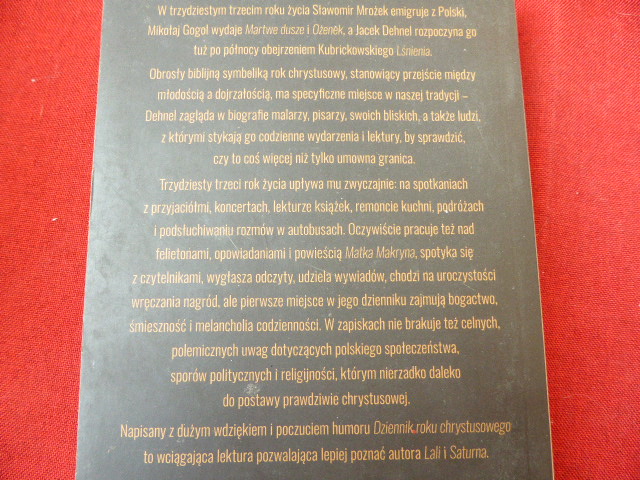 W trzydziestym trzecim roku życia Sławomir Mrożek emigruje z Polski,
Mikołaj Gogol wydaje Martwe dusze i Ożenek, a Jacek Dehnel rozpoczyna go
tuż po północy obejrzeniem Kubrickowskiego Lśnienia.
Obrosły biblijną symboliką rok chrystusowy, stanowiący przejście między
młodością a dojrzałością, ma specyficzne miejsce w naszej tradycji –
Dehnel zagląda w biografie malarzy, pisarzy, swoich bliskich, a także ludzi,
z którymi stykają go codzienne wydarzenia i lektury, by sprawdzić,
czy to coś więcej niż tylko umowna granica.
Trzydziesty trzeci rok życia upływa mu zwyczajnie: na spotkaniach
z przyjaciółmi, koncertach, lekturze książek, remoncie kuchni, podróżach
i podsłuchiwaniu rozmów w autobusach. Oczywiście pracuje też nad
felietonami, opowiadaniami i powieścią Matka Makryna, spotyka się
z czytelnikami, wygłasza odczyty, udziela wywiadów, chodzi na uroczystości
wręczania nagród, ale pierwsze miejsce w jego dzienniku zajmują bogactwo,
śmieszność i melancholia codzienności. W zapiskach nie brakuje też celnych,
polemicznych uwag dotyczących polskiego społeczeństwa,
sporów politycznych i religijności, którym nierzadko daleko
do postawy prawdziwie chrystusowej.
Napisany z dużym wdziękiem i poczuciem humoru Dziennik roku chrystusowego
to wciągająca lektura pozwalająca lepiej poznać autora Lali i Saturna.